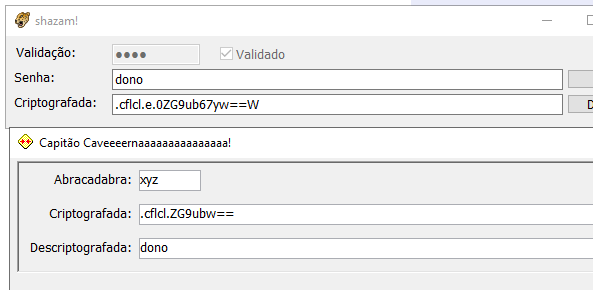 shazam!
Validação: ●●●● Validado
Senha: dono
Criptografada: .cflcl.e.0ZG9ub67yw==W D
Capitão Caveeeernaaaaaaaaaaaaaaa!
Abracadabra: xyz
Criptografada: .cflcl.ZG9ubw==
Descriptografada: dono